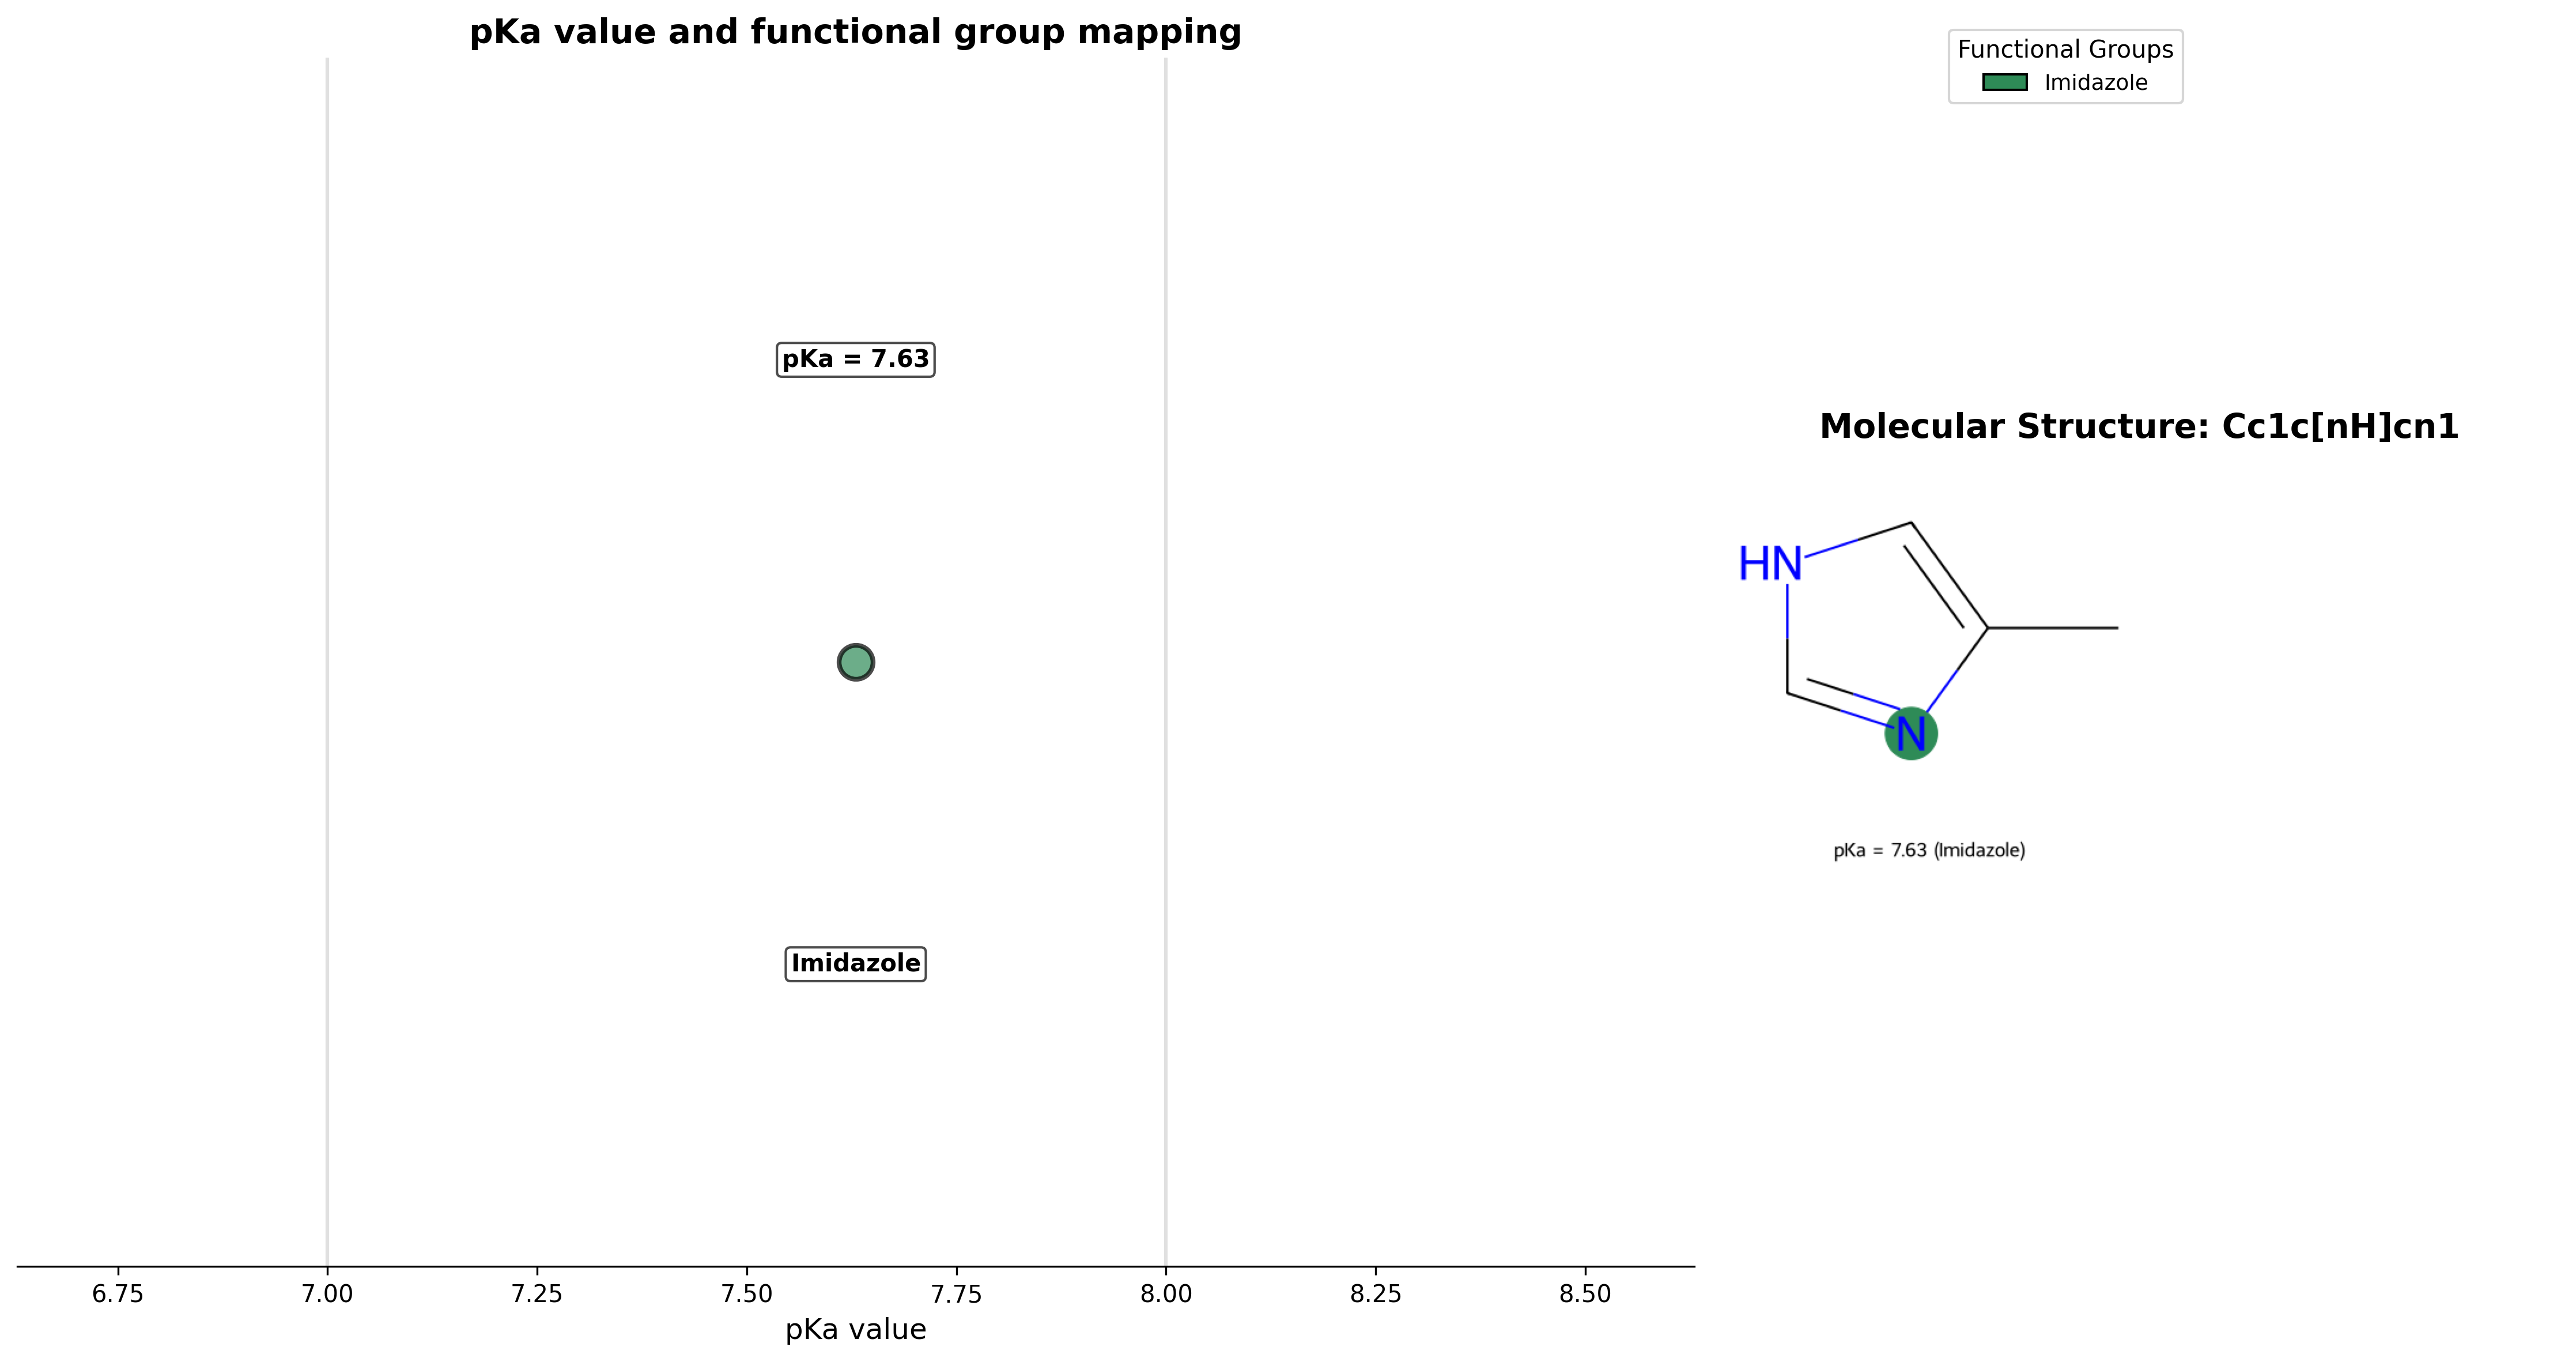 pKa value and functional group mapping
pKa = 7.63
Imidazole
6.75 7.00 7.25 7.50 7.75 8.00 8.25 8.50
pKa value
Functional Groups
Imidazole
Molecular Structure: Cc1c[nH]cn1
HN
N
pKa = 7.63 (Imidazole)